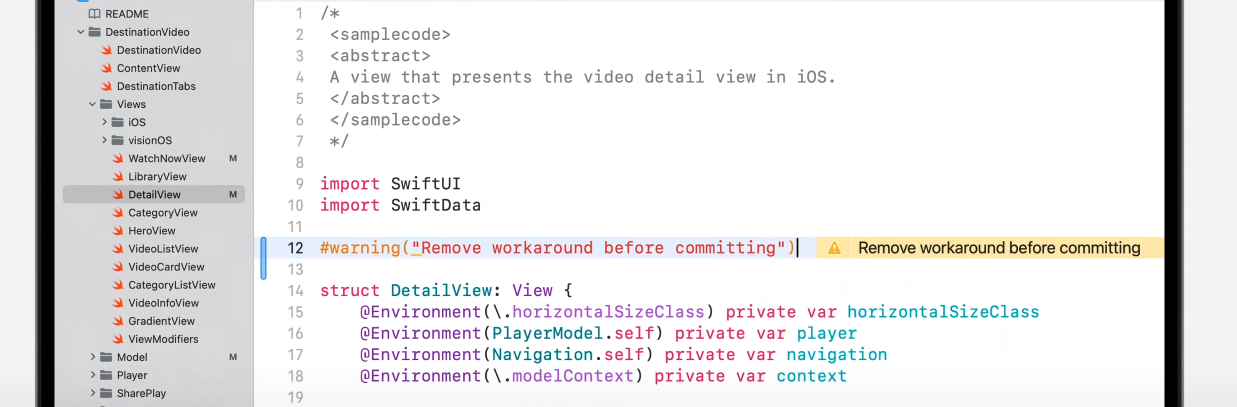 README
DestinationVideo
DestinationVideo
ContentView
DestinationTabs
Views
iOS
visionOS
WatchNowView M
LibraryView
DetailView M
CategoryView
HeroView
VideoListView
VideoCardView
CategoryListView
VideoInfoView
GradientView
ViewModifiers
Model M
Player
SharePlay
1 /*
2 <samplecode>
3 <abstract>
4 A view that presents the video detail view in iOS.
5 </abstract>
6 </samplecode>
7 */
8
9 import SwiftUI
10 import SwiftData
11
12 #warning("Remove workaround before committing") Remove workaround before committing
13
14 struct DetailView: View {
15 @Environment(\.horizontalSizeClass) private var horizontalSizeClass
16 @Environment(PlayerModel.self) private var player
17 @Environment(Navigation.self) private var navigation
18 @Environment(\.modelContext) private var context
19